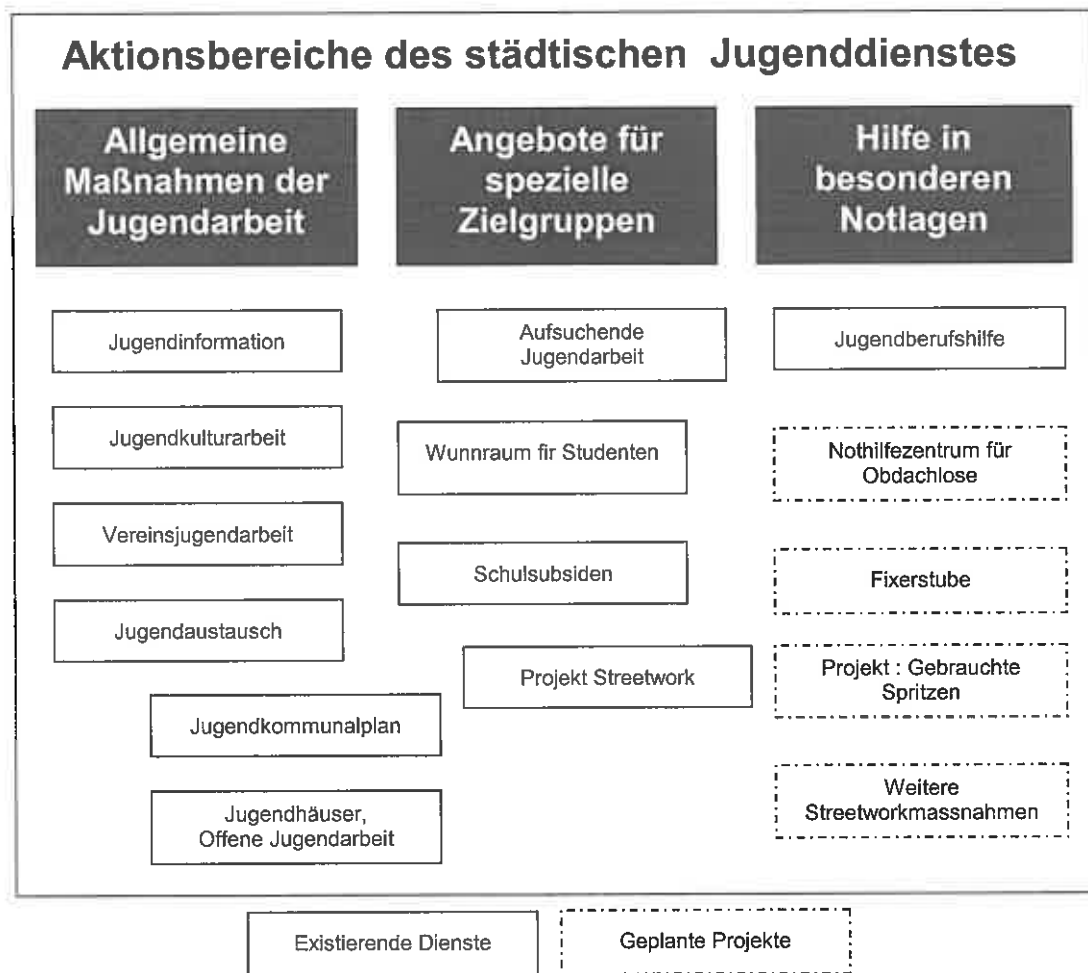 Aktionsbereiche des städtischen Jugenddienstes
Allgemeine
Maßnahmen der
Jugendarbeit
Jugendinformation
Jugendkulturarbeit
Vereinsjugendarbeit
Jugendaustausch
Jugendkommunalplan
Jugendhäuser,
Offene Jugendarbeit
Angebote für
spezielle
Zielgruppen
Aufsuchende
Jugendarbeit
Wunnraum fir Studenten
Schulsubsiden
Projekt Streetwork
Hilfe in
besonderen
Notlagen
Jugendberufshilfe
Nothilfezentrum für
Obdachlose
Fixerstube
Projekt : Gebrauchte
Spritzen
Weitere
Streetworkmassnahmen
Existierende Dienste
Geplante Projekte